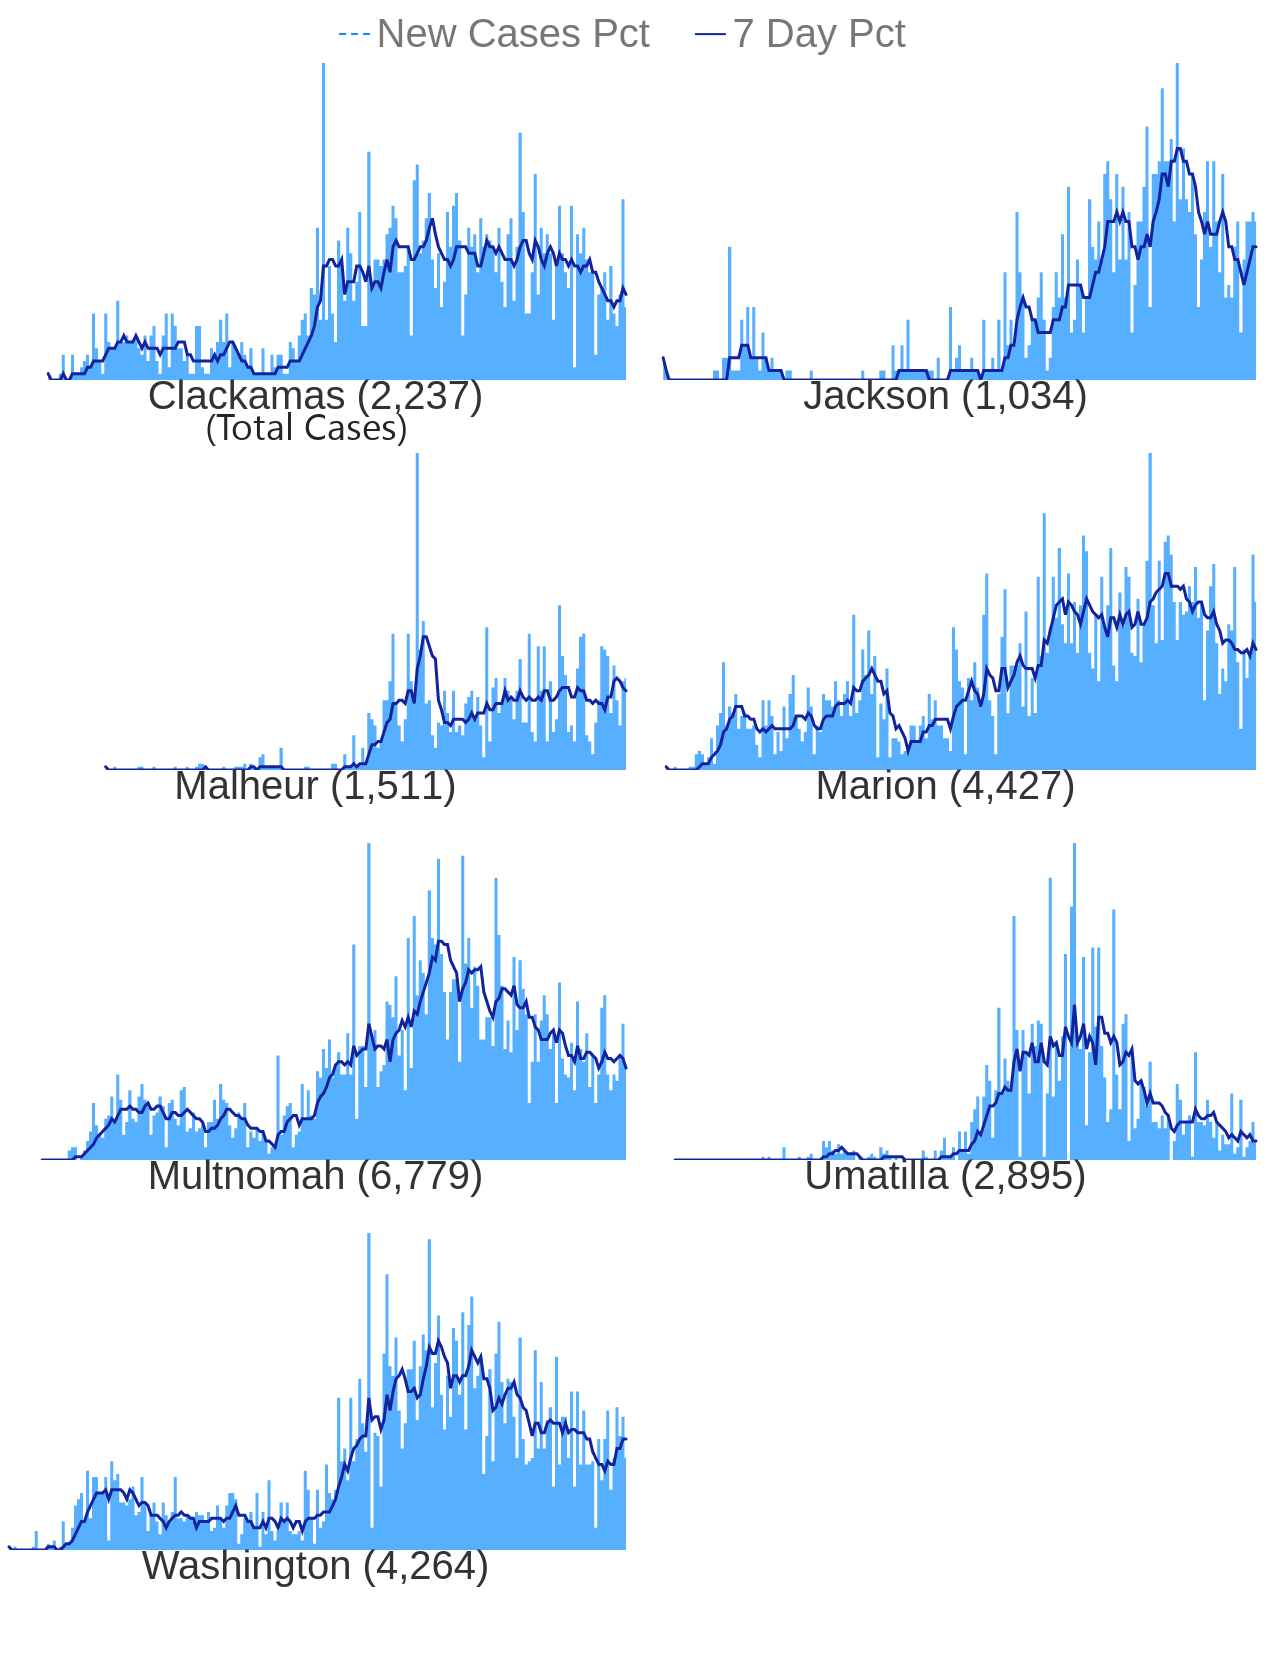 New Cases Pct 7 Day Pct
Clackamas (2,237) Jackson (1,034)
(Total Cases)
Malheur (1,511) Marion (4,427)
Multnomah (6,779) Umatilla (2,895)
Washington (4,264)